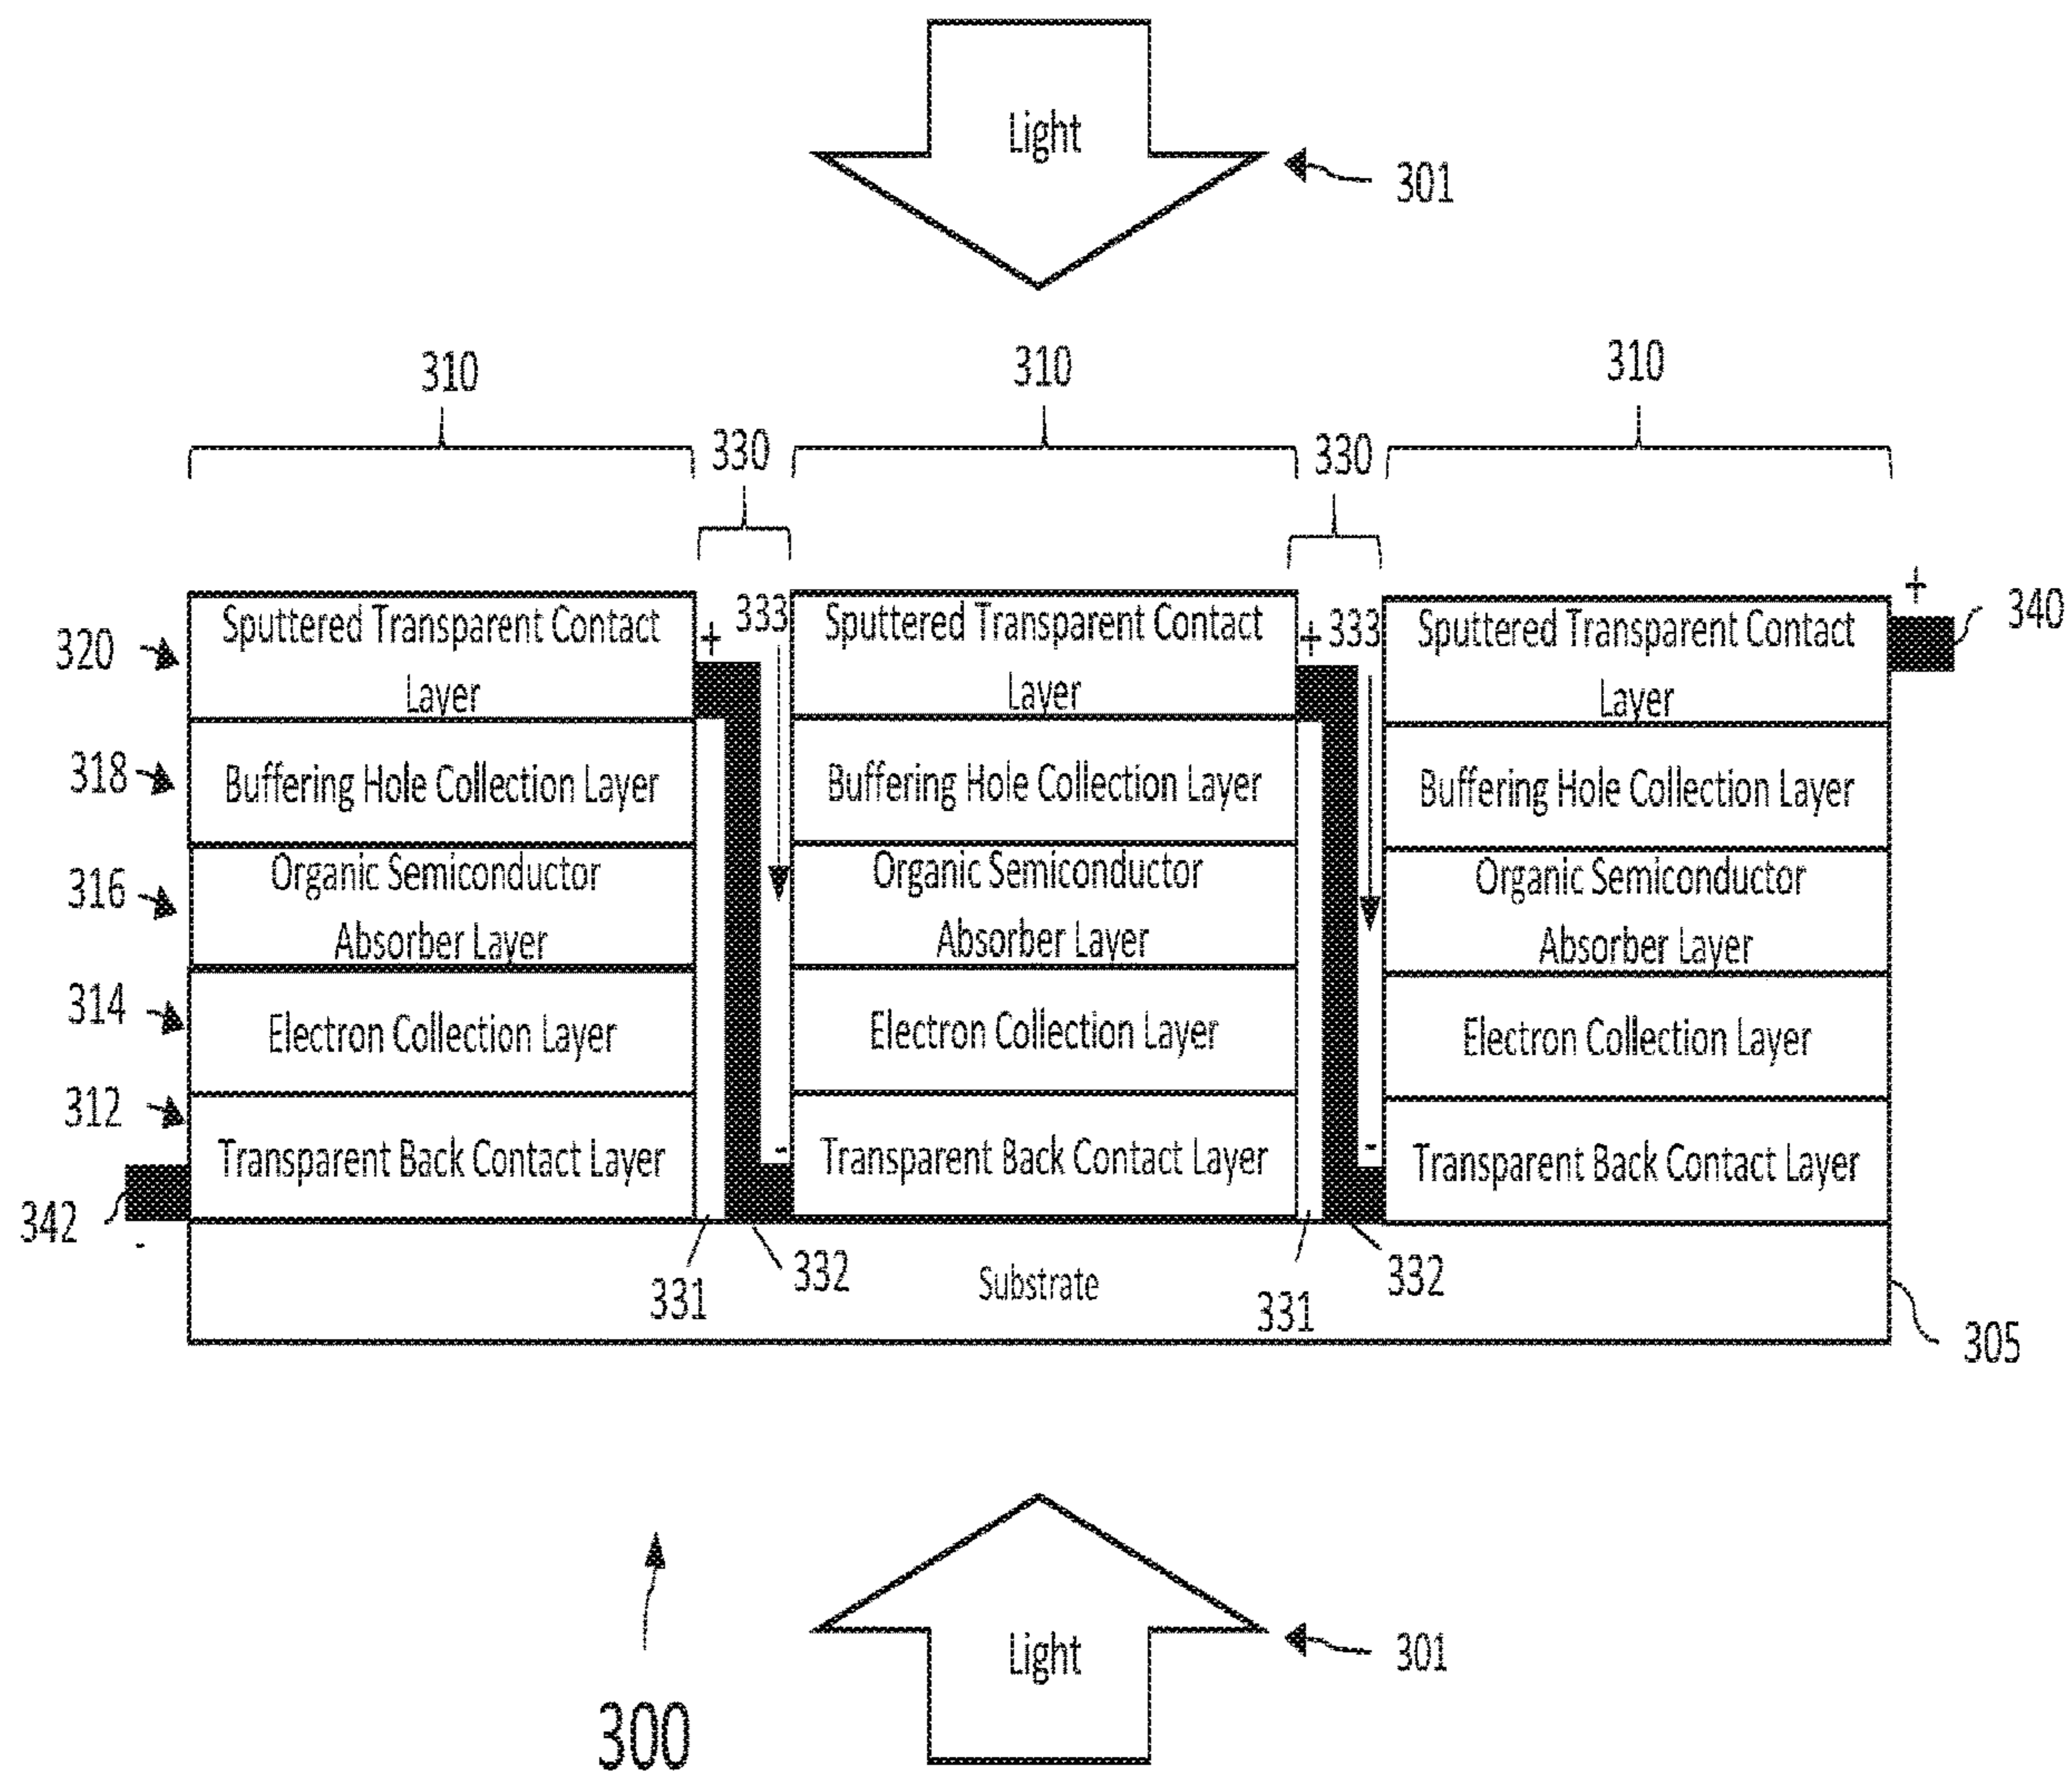 Light
301
310
310
310
330
330
320
Sputtered Transparent Contact
Layer
+
333
Sputtered Transparent Contact
Layer
+
333
Sputtered Transparent Contact
Layer
+
340
318
Buffering Hole Collection Layer
Buffering Hole Collection Layer
Buffering Hole Collection Layer
316
Organic Semiconductor
Absorber Layer
Organic Semiconductor
Absorber Layer
Organic Semiconductor
Absorber Layer
314
Electron Collection Layer
Electron Collection Layer
Electron Collection Layer
312
Transparent Back Contact Layer
-
Transparent Back Contact Layer
-
Transparent Back Contact Layer
342
-
331
332
Substrate
331
332
305
300
Light
301